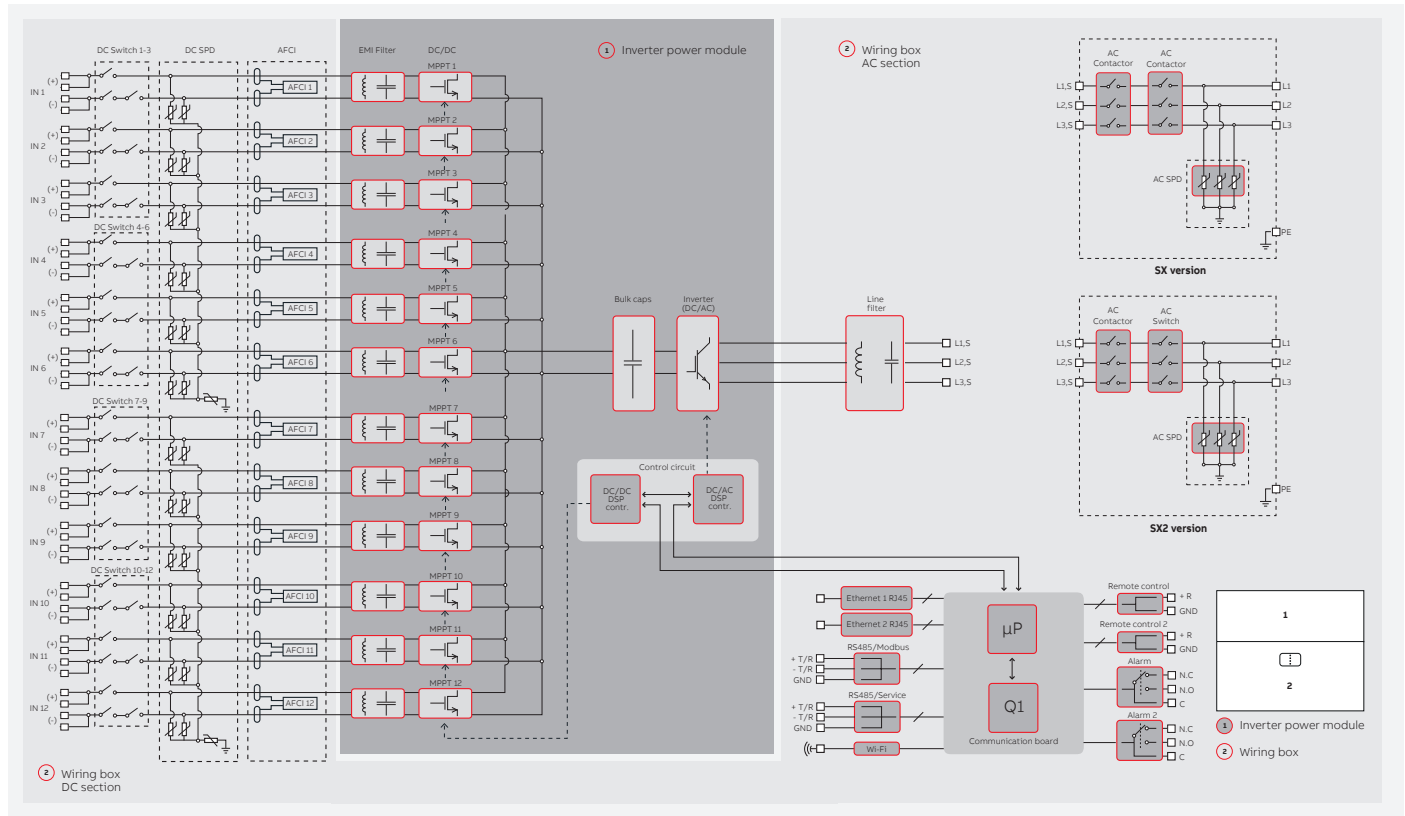 DC Switch 1-3
DC SPD
AFCI
EMI Filter
DC/DC
1 Inverter power module
2 Wiring box
AC section
MPPT 1
(+)
IN 1
(-)
AFCI 1
MPPT 2
(+)
IN 2
(-)
AFCI 2
MPPT 3
(+)
IN 3
(-)
AFCI 3
DC Switch 4-6
MPPT 4
(+)
IN 4
(-)
AFCI 4
MPPT 5
(+)
IN 5
(-)
AFCI 5
MPPT 6
(+)
IN 6
(-)
AFCI 6
DC Switch 7-9
MPPT 7
(+)
IN 7
(-)
AFCI 7
MPPT 8
(+)
IN 8
(-)
AFCI 8
MPPT 9
(+)
IN 9
(-)
AFCI 9
DC Switch 10-12
MPPT 10
(+)
IN 10
(-)
AFCI 10
MPPT 11
(+)
IN 11
(-)
AFCI 11
MPPT 12
(+)
IN 12
(-)
AFCI 12
2 Wiring box
DC section
Bulk caps
Inverter
(DC/AC)
Line
filter
L1,S
L2,S
L3,S
Control circuit
DC/DC
DSP
contr.
DC/AC
DSP
contr.
AC
Contactor
AC
Contactor
L1,S
L1
L2,S
L2
L3,S
L3
AC SPD
PE
SX version
AC
Contactor
AC
Switch
L1,S
L1
L2,S
L2
L3,S
L3
AC SPD
PE
SX2 version
Ethernet 1 RJ45
Ethernet 2 RJ45
RS485/Modbus
+ T/R
- T/R
GND
RS485/Service
+ T/R
- T/R
GND
Wi-Fi
μP
Q1
Communication board
Remote control
+ R
GND
Remote control 2
+ R
GND
Alarm
N.C
N.O
C
Alarm 2
N.C
N.O
C
1
2
1 Inverter power module
2 Wiring box